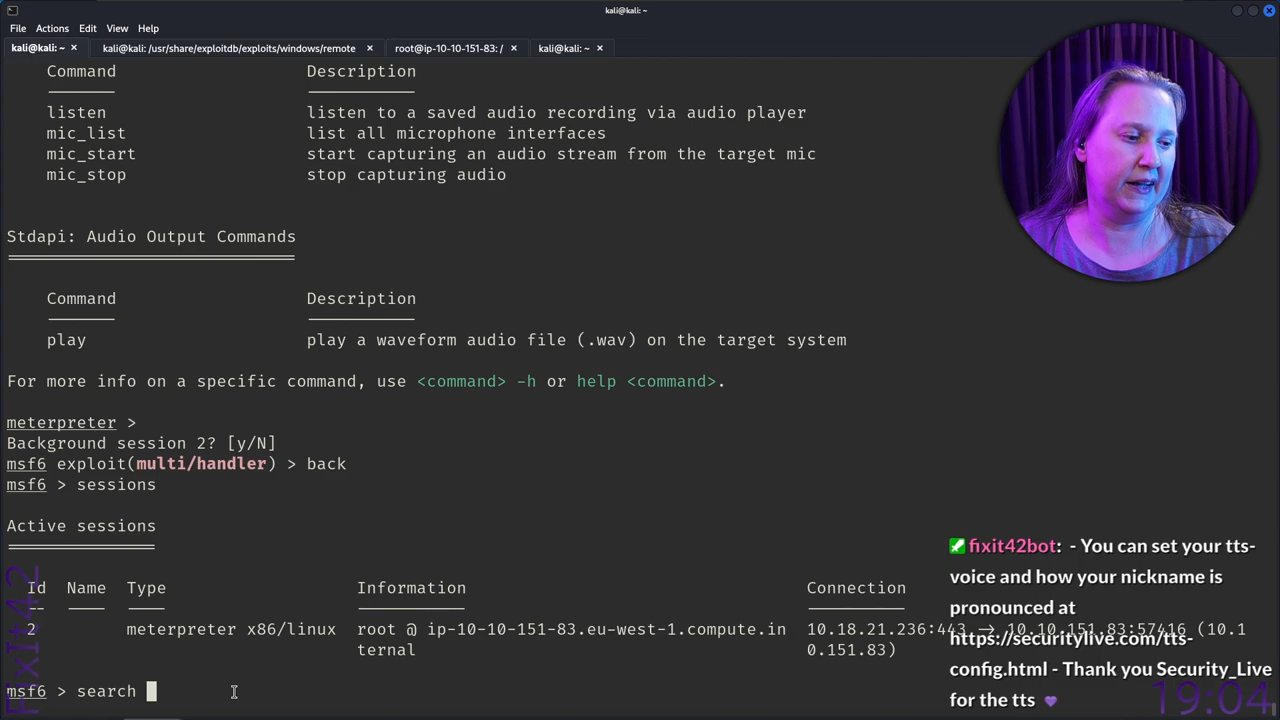 kali@kali: ~
File Actions Edit View Help
kali@kali: ~ × kali@kali: /usr/share/exploitdb/exploits/windows/remote × root@ip-10-10-151-83: / × kali@kali: ~ ×
Command Description
listen listen to a saved audio recording via audio player
mic_list list all microphone interfaces
mic_start start capturing an audio stream from the target mic
mic_stop stop capturing audio
Stdapi: Audio Output Commands
Command Description
play play a waveform audio file (.wav) on the target system
For more info on a specific command, use <command> -h or help <command>.
meterpreter >
Background session 2? [y/N]
msf6 exploit(multi/handler) > back
msf6 > sessions
Active sessions
Id Name Type Information Connection
2 meterpreter x86/linux root @ ip-10-10-151-83.eu-west-1.compute.in 10.18.21.236:443 → 10.10.151.83:57416 (10.1
ternal 0.151.83)
msf6 > search
fixit42bot: - You can set your tts-
voice and how your nickname is
pronounced at
https://securitylive.com/tts-
config.html - Thank you Security_Live
for the tts
FixIt42
19:04